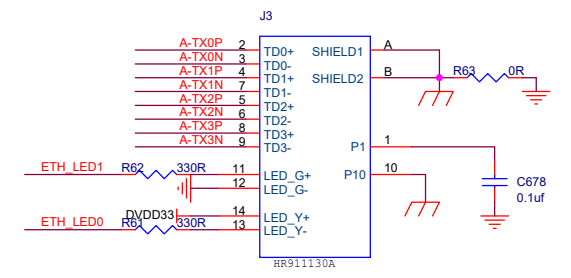 J3
A-TX0P 2 TD0+ SHIELD1 A
A-TX0N 3 TD0-
A-TX1P 4 TD1+ SHIELD2 B R63 0R
A-TX1N 7 TD1-
A-TX2P 5 TD2+
A-TX2N 6 TD2-
A-TX3P 8 TD3+
A-TX3N 9 TD3- P1 1
ETH_LED1 R62 330R 11 LED_G+ P10 10
12 LED_G- C678
0.1uf
DVDD33 14 LED_Y+
ETH_LED0 R61 330R 13 LED_Y-
HR911130A